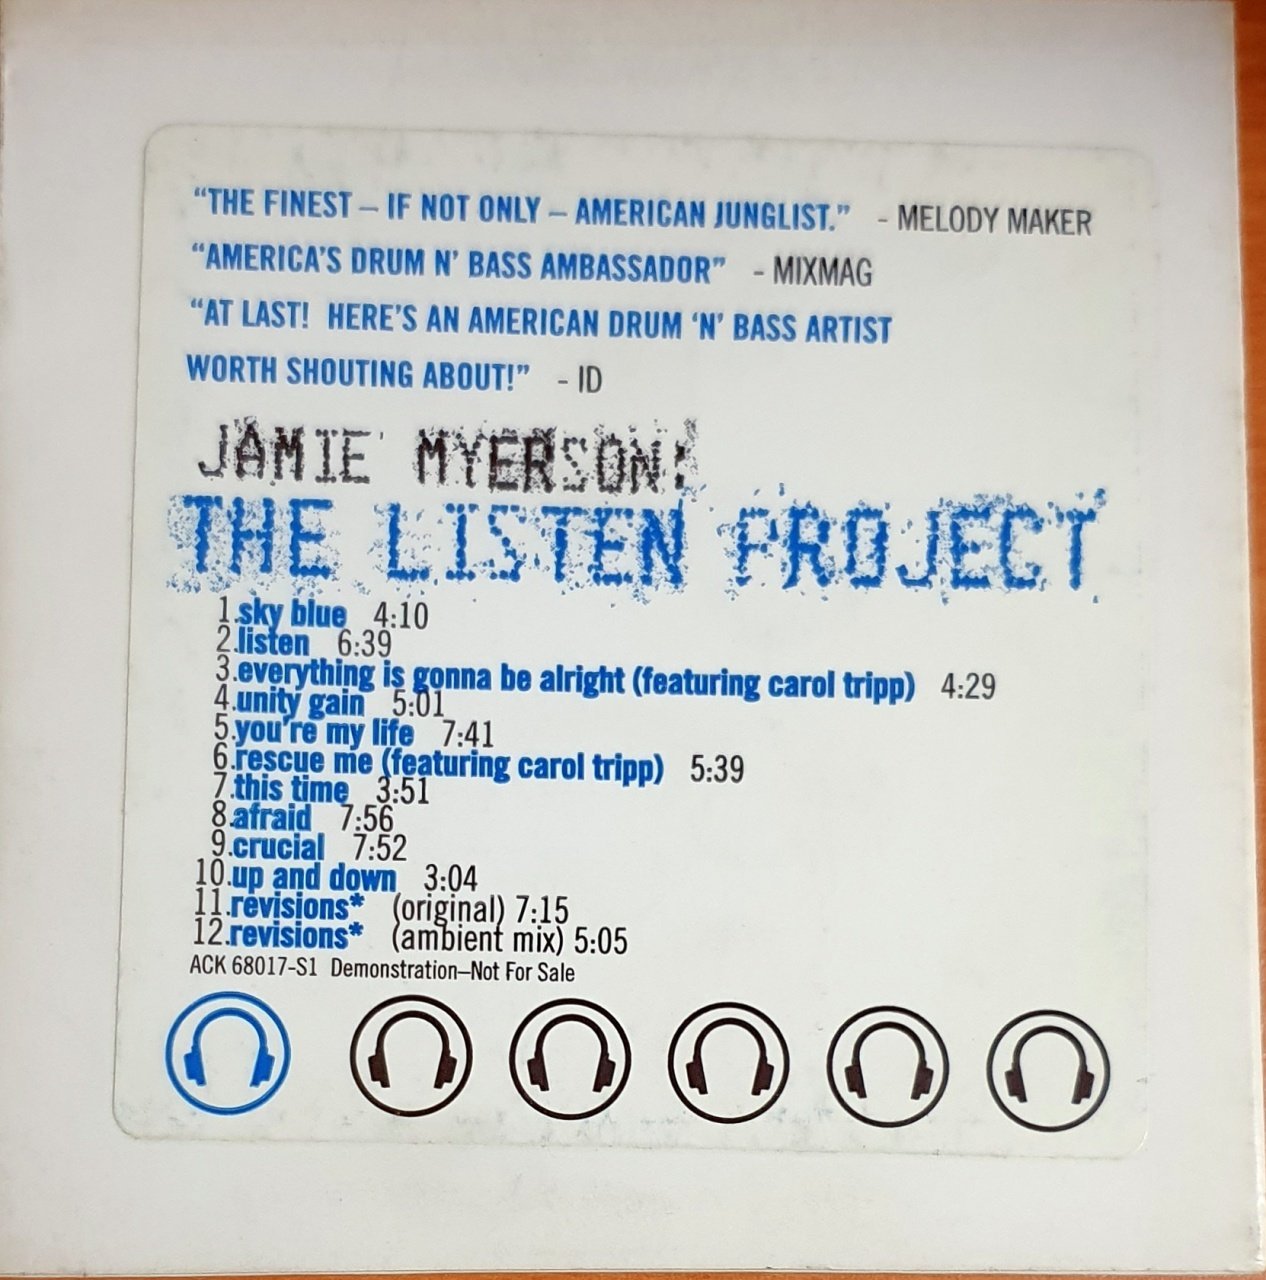 “THE FINEST – IF NOT ONLY – AMERICAN JUNGLIST.” - MELODY MAKER
“AMERICA’S DRUM N’ BASS AMBASSADOR” - MIXMAG
“AT LAST! HERE’S AN AMERICAN DRUM ‘N’ BASS ARTIST
WORTH SHOUTING ABOUT!” - ID
JAMIE MYERSON:
THE LISTEN PROJECT
1.sky blue 4:10
2.listen 6:39
3.everything is gonna be alright (featuring carol tripp) 4:29
4.unity gain 5:01
5.you’re my life 7:41
6.rescue me (featuring carol tripp) 5:39
7.this time 3:51
8.afraid 7:56
9.crucial 7:52
10.up and down 3:04
11.revisions* (original) 7:15
12.revisions* (ambient mix) 5:05
ACK 68017-S1 Demonstration–Not For Sale